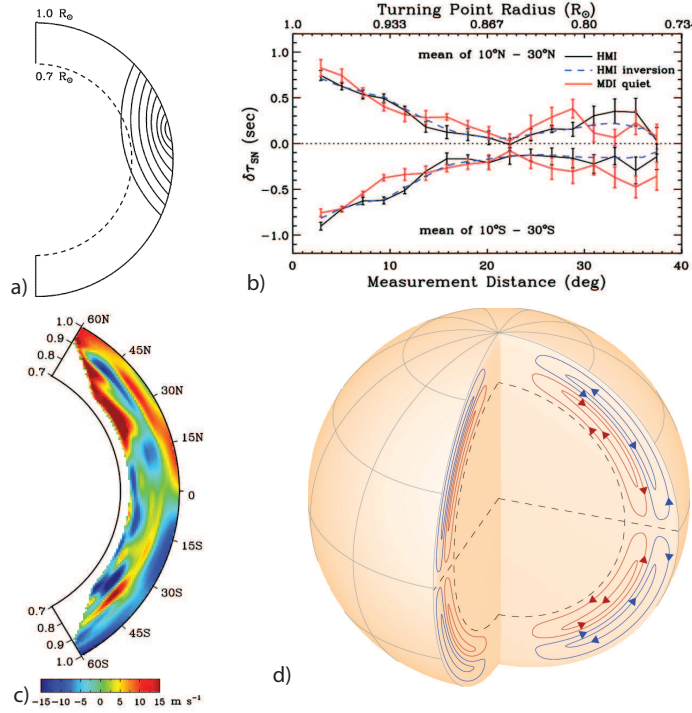 1.0 R⊙
0.7 R⊙
a)
Turning Point Radius (R⊙)
1.0 0.933 0.867 0.80 0.734
mean of 10°N – 30°N
HMI
HMI inversion
MDI quiet
1.0
0.5
0.0
-0.5
-1.0
δτSN (sec)
mean of 10°S – 30°S
0 10 20 30 40
Measurement Distance (deg)
b)
1.0 60N
0.9
0.8
0.7
45N
30N
15N
0
15S
30S
45S
0.7
0.8
0.9
1.0 60S
-15 -10 -5 0 5 10 15 m s⁻¹
c)
d)